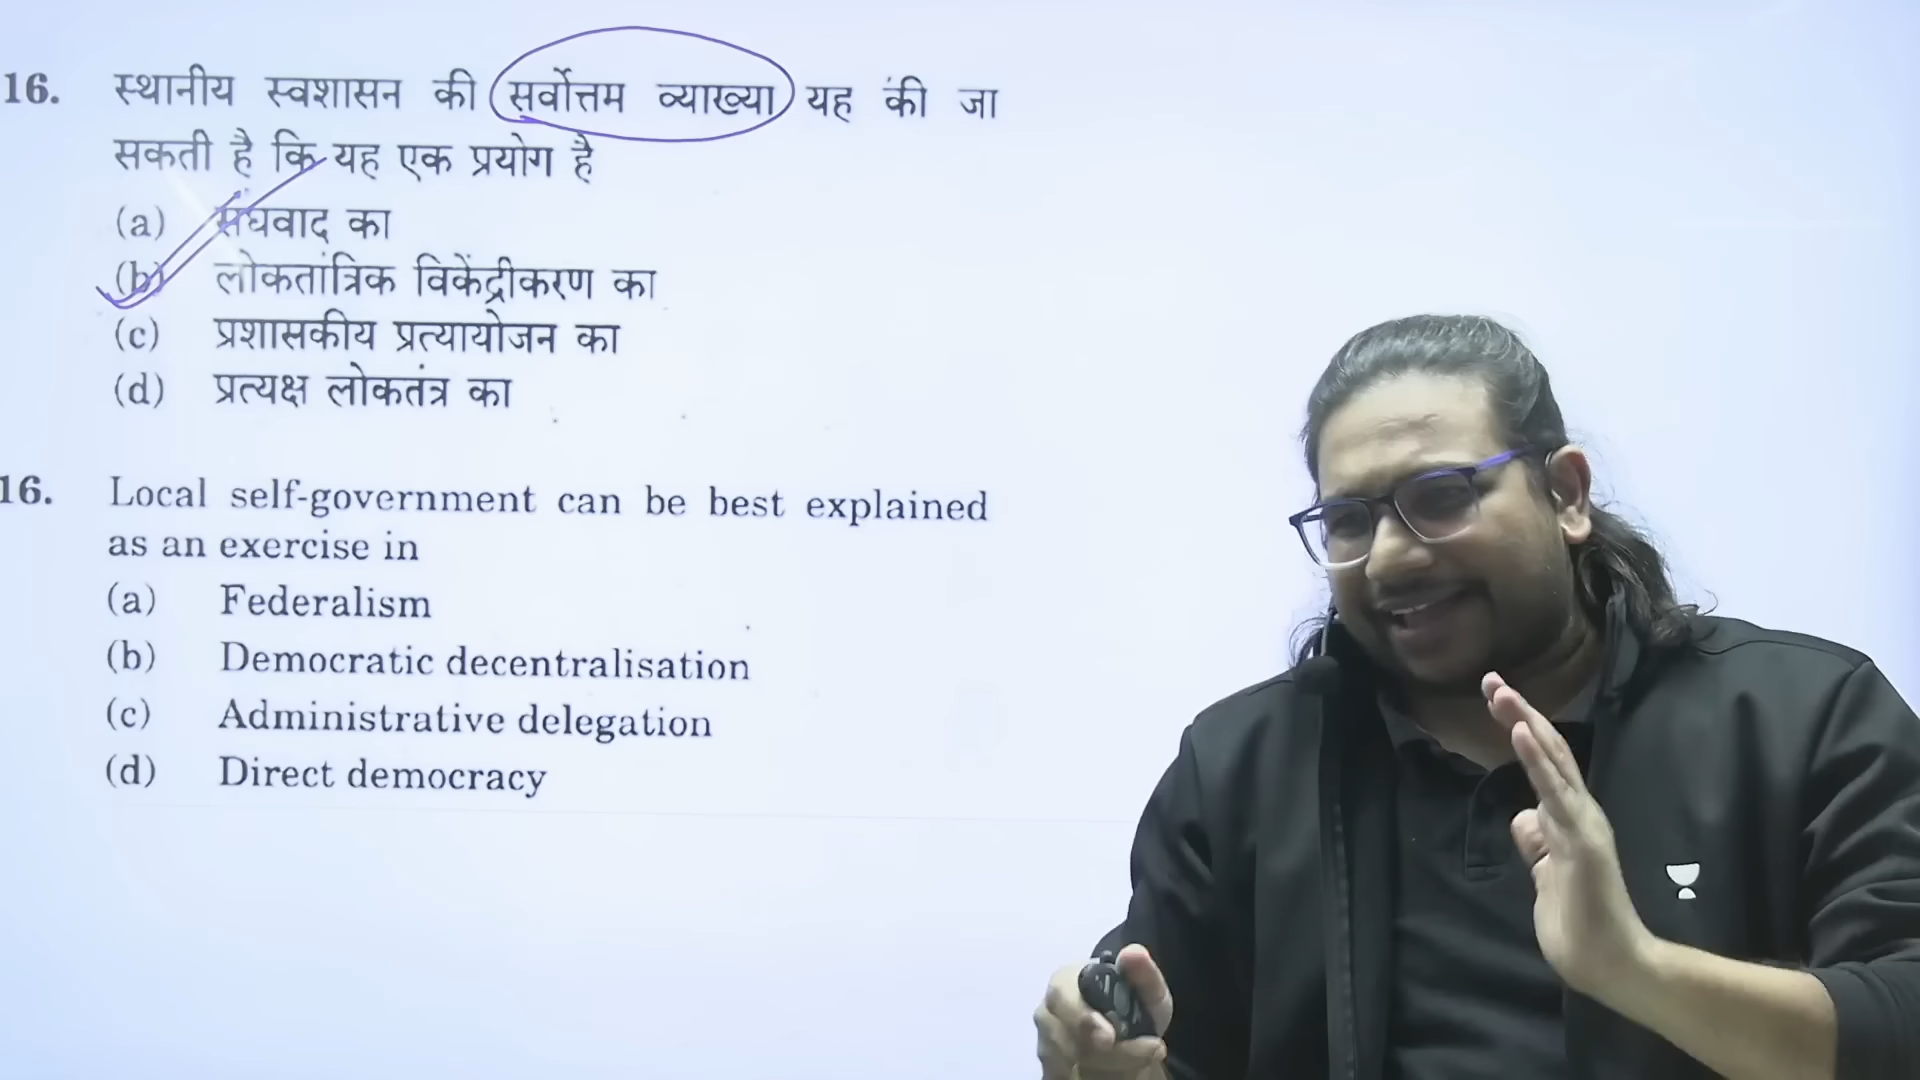 16. स्थानीय स्वशासन की सर्वोत्तम व्याख्या यह की जा
सकती है कि यह एक प्रयोग है
(a) संघवाद का
(b) लोकतांत्रिक विकेंद्रीकरण का
(c) प्रशासकीय प्रत्यायोजन का
(d) प्रत्यक्ष लोकतंत्र का
16. Local self-government can be best explained
as an exercise in
(a) Federalism
(b) Democratic decentralisation
(c) Administrative delegation
(d) Direct democracy